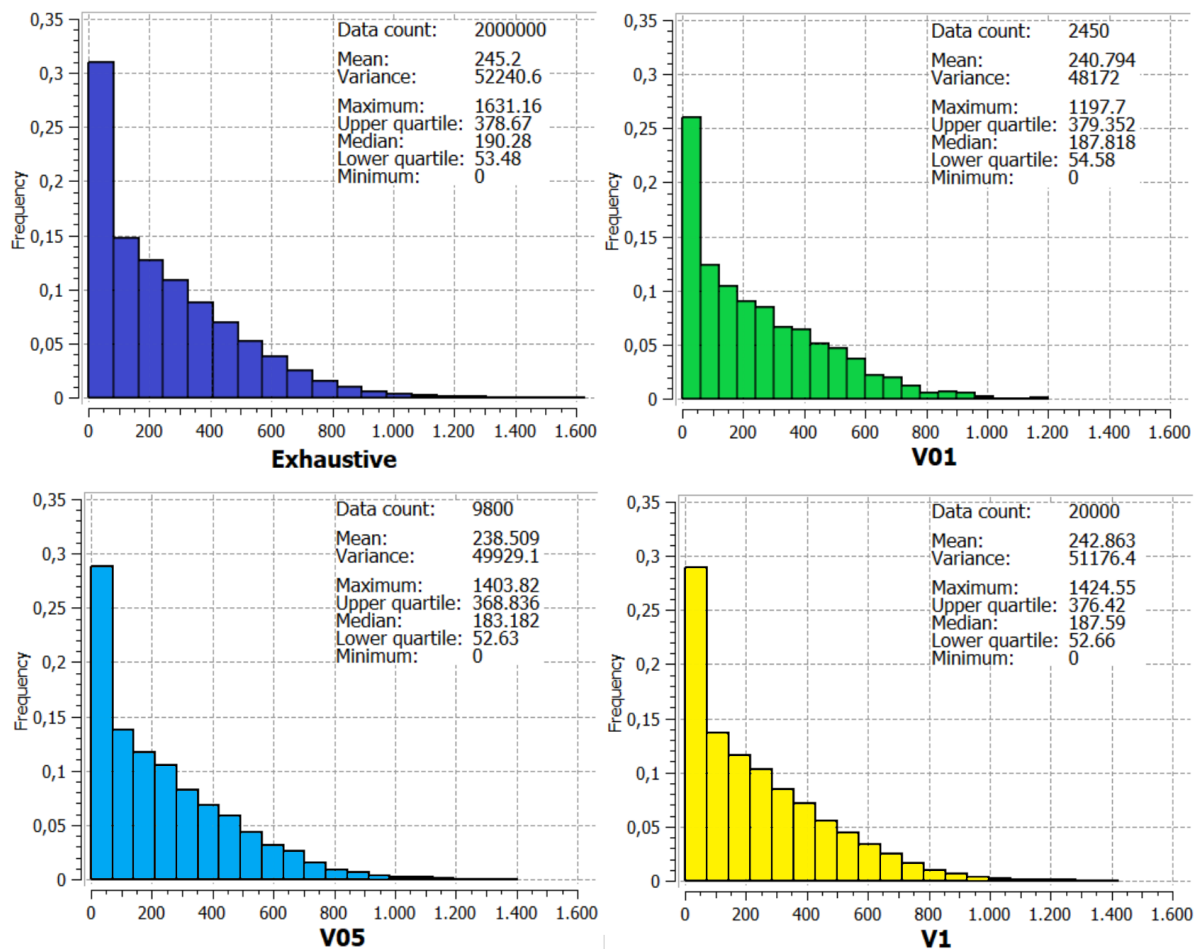 0,35
0,3
0,25
0,2
0,15
0,1
0,05
0
Frequency
Data count: 2000000
Mean: 245.2
Variance: 52240.6
Maximum: 1631.16
Upper quartile: 378.67
Median: 190.28
Lower quartile: 53.48
Minimum: 0
0 200 400 600 800 1.000 1.200 1.400 1.600
Exhaustive
0,35
0,3
0,25
0,2
0,15
0,1
0,05
0
Frequency
Data count: 2450
Mean: 240.794
Variance: 48172
Maximum: 1197.7
Upper quartile: 379.352
Median: 187.818
Lower quartile: 54.58
Minimum: 0
0 200 400 600 800 1.000 1.200 1.400 1.600
V01
0,35
0,3
0,25
0,2
0,15
0,1
0,05
0
Frequency
Data count: 9800
Mean: 238.509
Variance: 49929.1
Maximum: 1403.82
Upper quartile: 368.836
Median: 183.182
Lower quartile: 52.63
Minimum: 0
0 200 400 600 800 1.000 1.200 1.400 1.600
V05
0,35
0,3
0,25
0,2
0,15
0,1
0,05
0
Frequency
Data count: 20000
Mean: 242.863
Variance: 51176.4
Maximum: 1424.55
Upper quartile: 376.42
Median: 187.59
Lower quartile: 52.66
Minimum: 0
0 200 400 600 800 1.000 1.200 1.400 1.600
V1